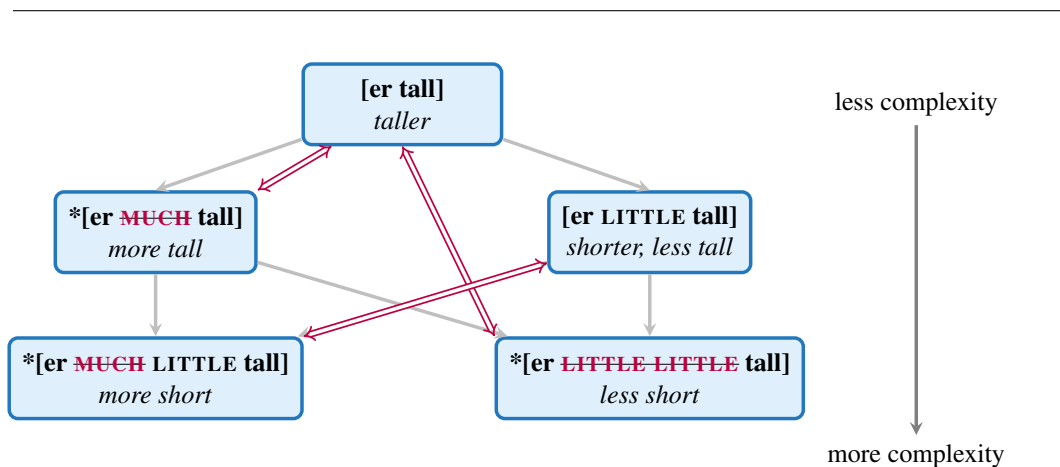 [er tall]
taller
less complexity
*[er MUCH tall]
more tall
[er LITTLE tall]
shorter, less tall
*[er MUCH LITTLE tall]
more short
*[er LITTLE LITTLE tall]
less short
more complexity